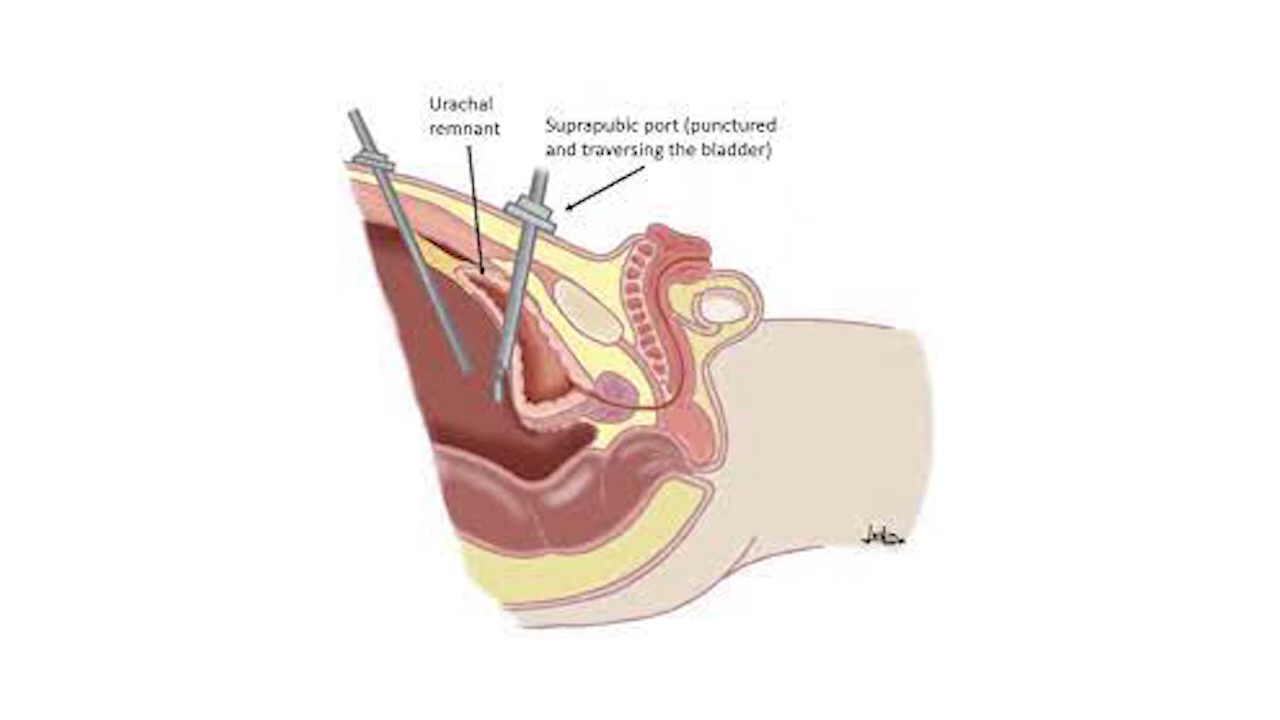 Urachal
remnant
Suprapubic port (punctured
and traversing the bladder)